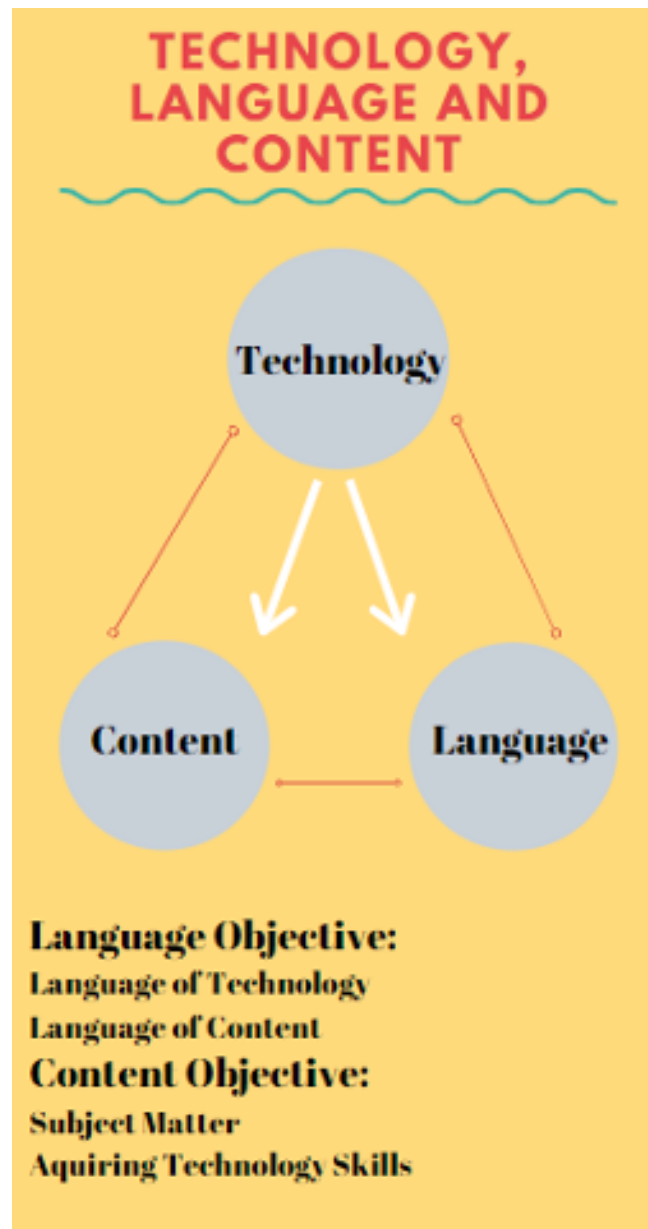 TECHNOLOGY,
LANGUAGE AND
CONTENT
Technology
Content
Language
Language Objective:
Language of Technology
Language of Content
Content Objective:
Subject Matter
Aquiring Technology Skills